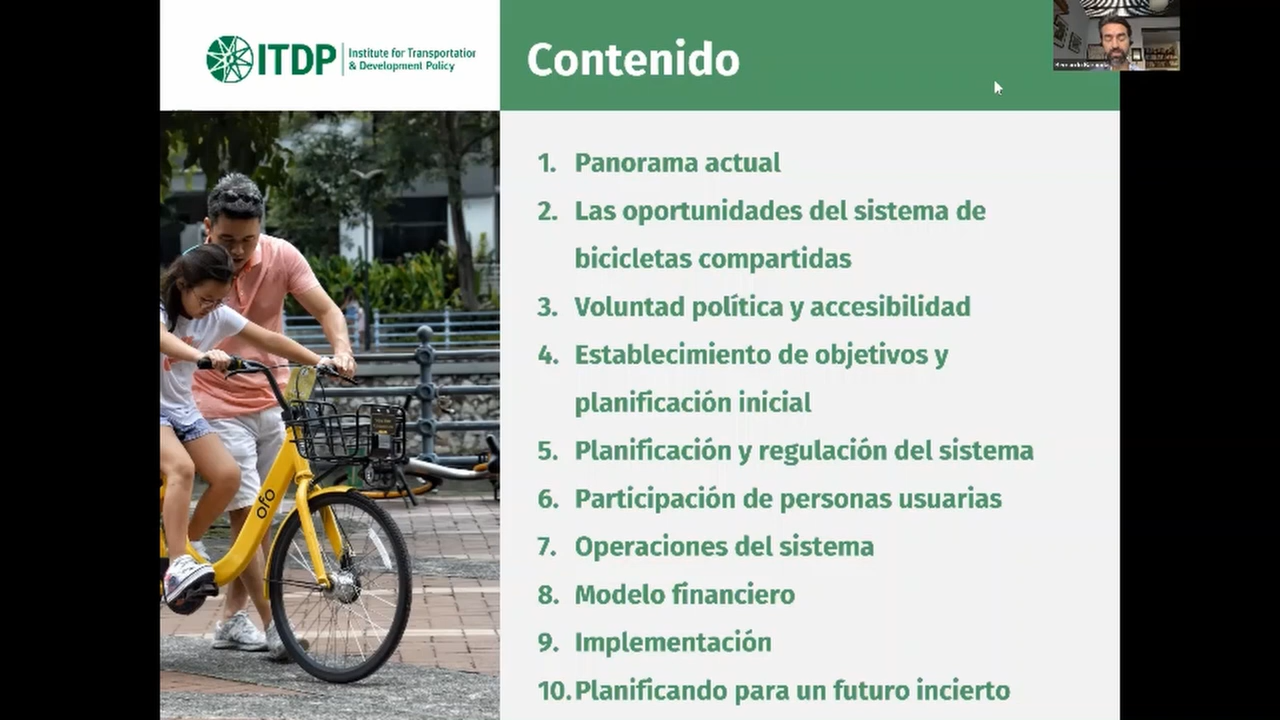 ITDP
Institute for Transportation
& Development Policy
Contenido
1. Panorama actual
2. Las oportunidades del sistema de
bicicletas compartidas
3. Voluntad política y accesibilidad
4. Establecimiento de objetivos y
planificación inicial
5. Planificación y regulación del sistema
6. Participación de personas usuarias
7. Operaciones del sistema
8. Modelo financiero
9. Implementación
10. Planificando para un futuro incierto
ofo